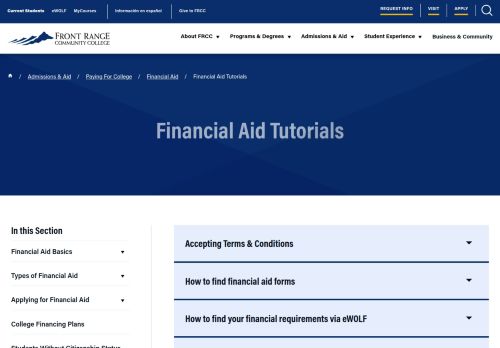 Current Students eWOLF MyCourses Información en español Give to FRCC REQUEST INFO VISIT APPLY
FRONT RANGE
COMMUNITY COLLEGE
About FRCC Programs & Degrees Admissions & Aid Student Experience Business & Community
/ Admissions & Aid / Paying For College / Financial Aid / Financial Aid Tutorials
Financial Aid Tutorials
In this Section
Financial Aid Basics
Types of Financial Aid
Applying for Financial Aid
College Financing Plans
Students Without Citizenship Status
Accepting Terms & Conditions
How to find financial aid forms
How to find your financial requirements via eWOLF